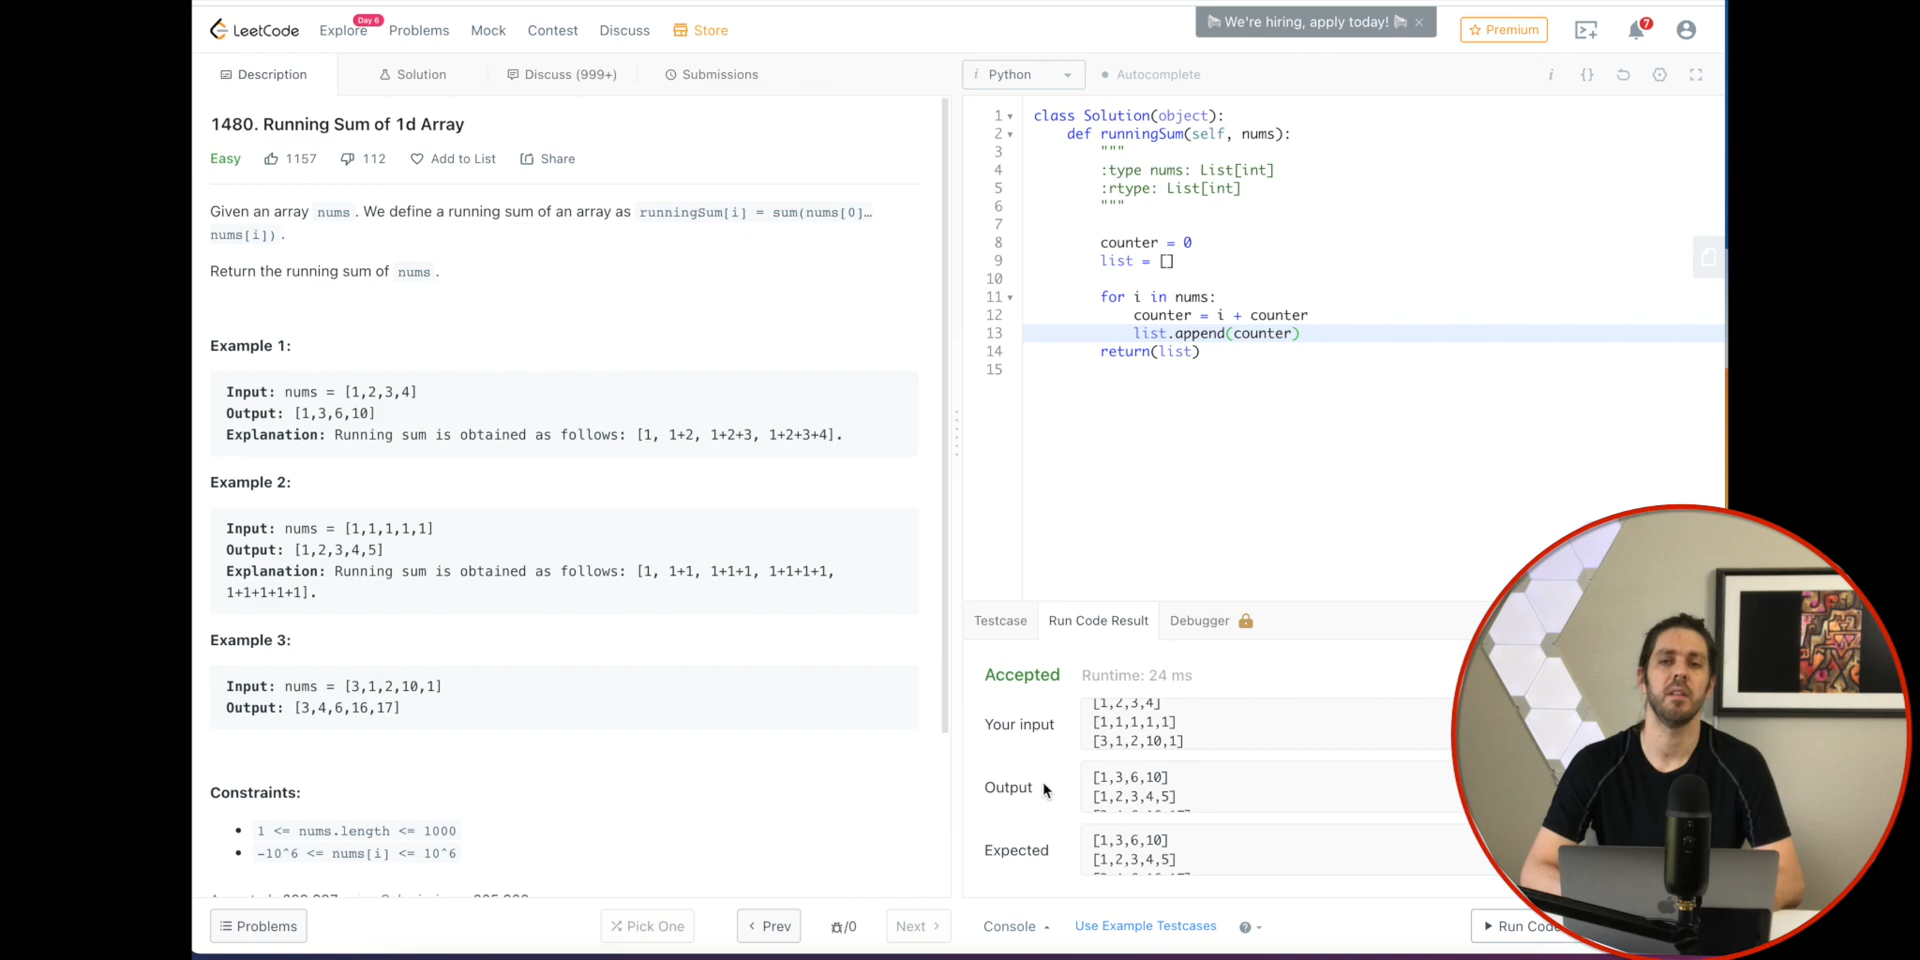 LeetCode
Explore
Day 6
Problems
Mock
Contest
Discuss
Store
We're hiring, apply today! ×
Premium
7
Description
Solution
Discuss (999+)
Submissions
i Python
Autocomplete
1480. Running Sum of 1d Array
Easy
1157
112
Add to List
Share
Given an array nums . We define a running sum of an array as runningSum[i] = sum(nums[0]…
nums[i]) .
Return the running sum of nums .
Example 1:
Input: nums = [1,2,3,4]
Output: [1,3,6,10]
Explanation: Running sum is obtained as follows: [1, 1+2, 1+2+3, 1+2+3+4].
Example 2:
Input: nums = [1,1,1,1,1]
Output: [1,2,3,4,5]
Explanation: Running sum is obtained as follows: [1, 1+1, 1+1+1, 1+1+1+1,
1+1+1+1+1].
Example 3:
Input: nums = [3,1,2,10,1]
Output: [3,4,6,16,17]
Constraints:
• 1 <= nums.length <= 1000
• -10^6 <= nums[i] <= 10^6
Problems
Pick One
< Prev
/0
Next >
1 class Solution(object):
2 def runningSum(self, nums):
3 """
4 :type nums: List[int]
5 :rtype: List[int]
6 """
7
8 counter = 0
9 list = []
10
11 for i in nums:
12 counter = i + counter
13 list.append(counter)
14 return(list)
15
Testcase
Run Code Result
Debugger
Accepted
Runtime: 24 ms
Your input
[1,2,3,4]
[1,1,1,1,1]
[3,1,2,10,1]
Output
[1,3,6,10]
[1,2,3,4,5]
Expected
[1,3,6,10]
[1,2,3,4,5]
Console
Use Example Testcases
?
Run Code